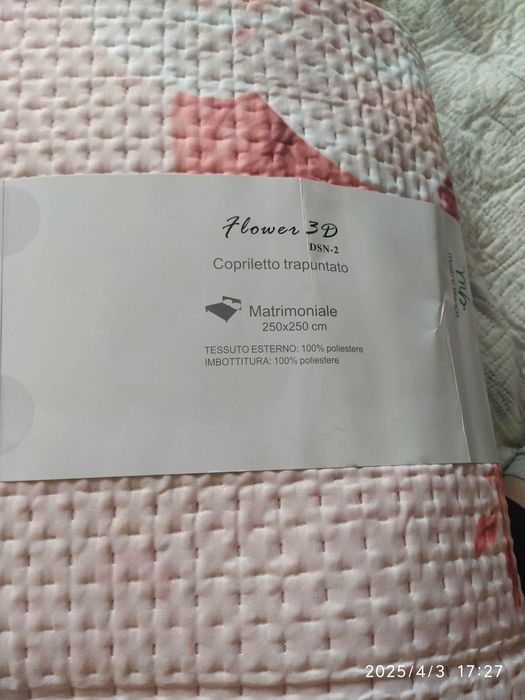 Flower 3D
DSN-2
Copriletto trapuntato
Matrimoniale
250x250 cm
TESSUTO ESTERNO: 100% poliestere
IMBOTTITURA: 100% poliestere
2025/4/3 17:27